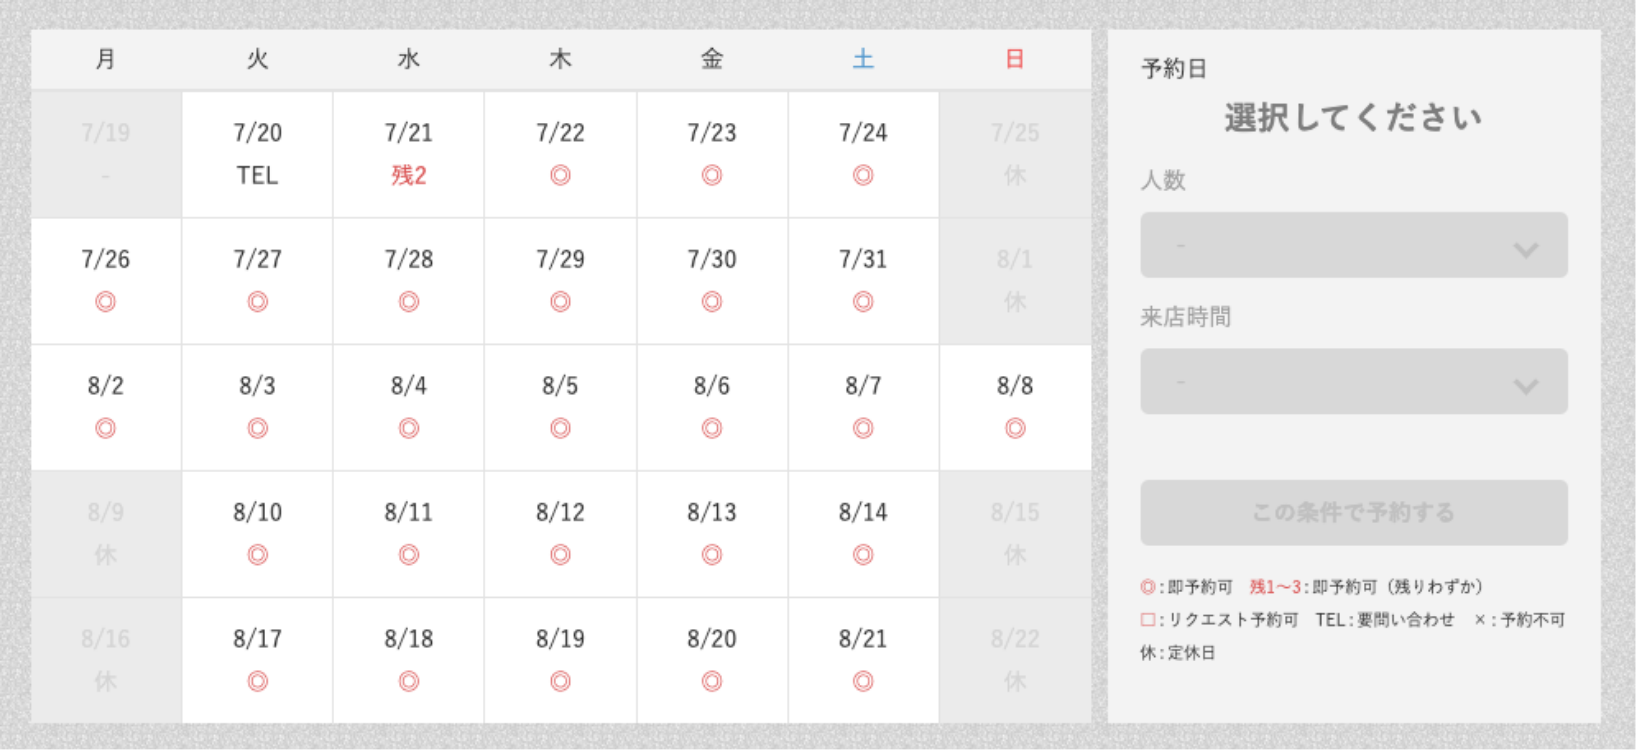 月 火 水 木 金 土 日
7/19 7/20 7/21 7/22 7/23 7/24 7/25
- TEL 残2 ◎ ◎ ◎ 休
7/26 7/27 7/28 7/29 7/30 7/31 8/1
◎ ◎ ◎ ◎ ◎ ◎ 休
8/2 8/3 8/4 8/5 8/6 8/7 8/8
◎ ◎ ◎ ◎ ◎ ◎ ◎
8/9 8/10 8/11 8/12 8/13 8/14 8/15
休 ◎ ◎ ◎ ◎ ◎ 休
8/16 8/17 8/18 8/19 8/20 8/21 8/22
休 ◎ ◎ ◎ ◎ ◎ 休
予約日
選択してください
人数
-
来店時間
-
この条件で予約する
◎:即予約可 残1〜3:即予約可（残りわずか）
□:リクエスト予約可 TEL:要問い合わせ ×:予約不可
休:定休日